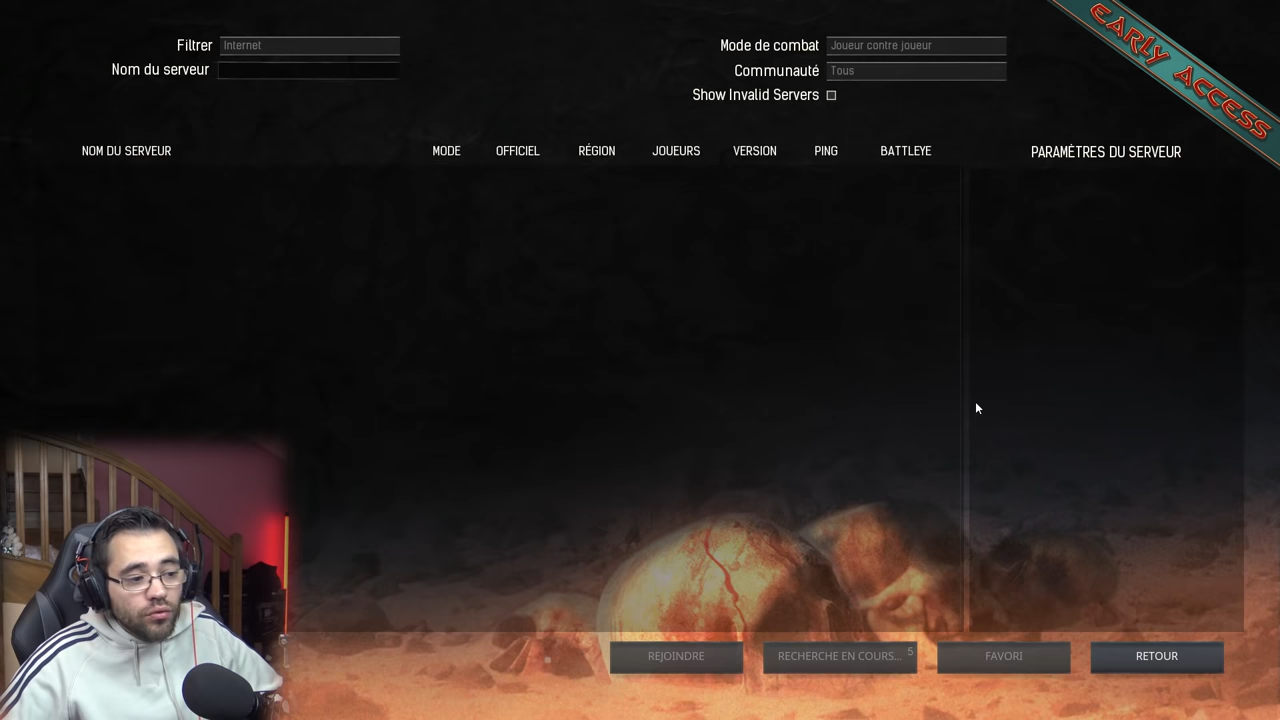 Filtrer Internet
Nom du serveur
Mode de combat Joueur contre joueur
Communauté Tous
Show Invalid Servers
EARLY ACCESS
NOM DU SERVEUR MODE OFFICIEL RÉGION JOUEURS VERSION PING BATTLEYE PARAMÈTRES DU SERVEUR
REJOINDRE RECHERCHE EN COURS... 5 FAVORI RETOUR